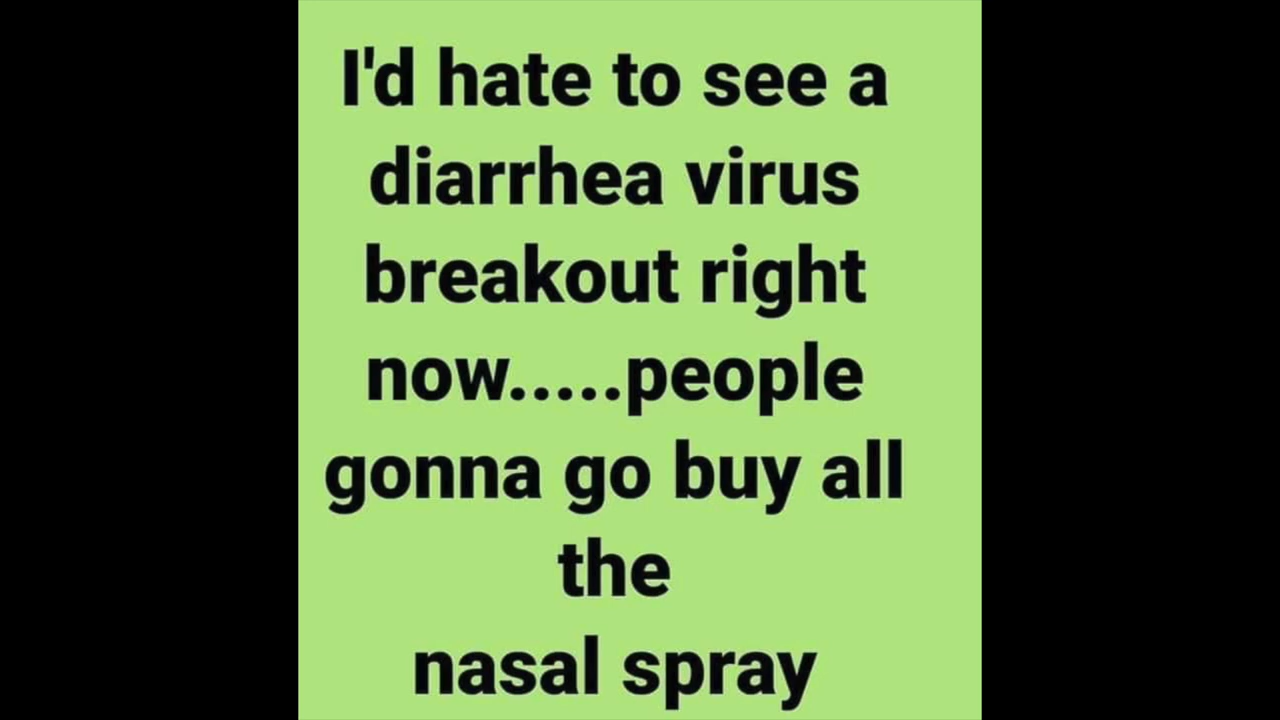 I'd hate to see a
diarrhea virus
breakout right
now.....people
gonna go buy all
the
nasal spray